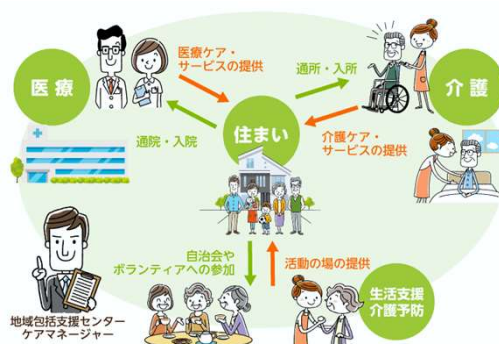 医療ケア・
サービスの提供
医療
通所・入所
介護
住まい
通院・入院
介護ケア・
サービスの提供
自治会や
ボランティアへの参加
活動の場の提供
生活支援
介護予防
地域包括支援センター
ケアマネージャー